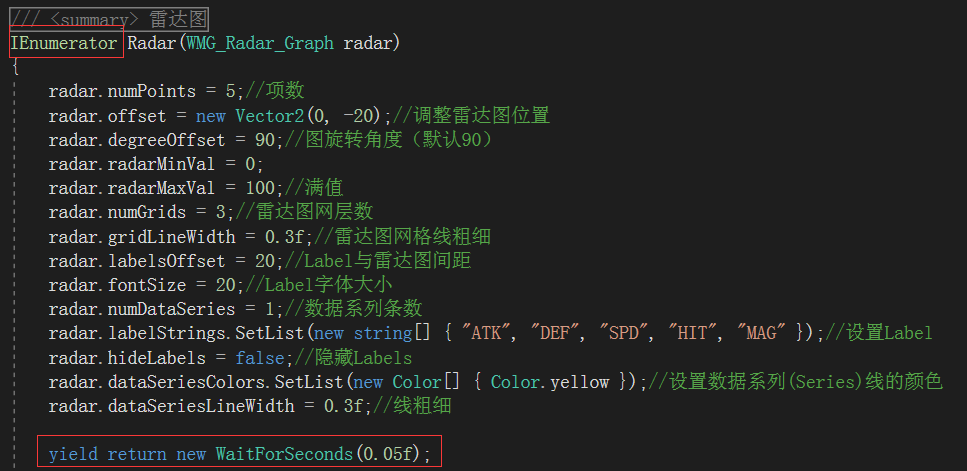 /// <summary> 雷达图
IEnumerator Radar(WMG_Radar_Graph radar)
{
radar.numPoints = 5;//项数
radar.offset = new Vector2(0, -20);//调整雷达图位置
radar.degreeOffset = 90;//图旋转角度（默认90）
radar.radarMinVal = 0;
radar.radarMaxVal = 100;//满值
radar.numGrids = 3;//雷达图网层数
radar.gridLineWidth = 0.3f;//雷达图网格线粗细
radar.labelsOffset = 20;//Label与雷达图间距
radar.fontSize = 20;//Label字体大小
radar.numDataSeries = 1;//数据系列条数
radar.labelStrings.SetList(new string[] { "ATK", "DEF", "SPD", "HIT", "MAG" });//设置Label
radar.hideLabels = false;//隐藏Labels
radar.dataSeriesColors.SetList(new Color[] { Color.yellow });//设置数据系列(Series)线的颜色
radar.dataSeriesLineWidth = 0.3f;//线粗细
yield return new WaitForSeconds(0.05f);